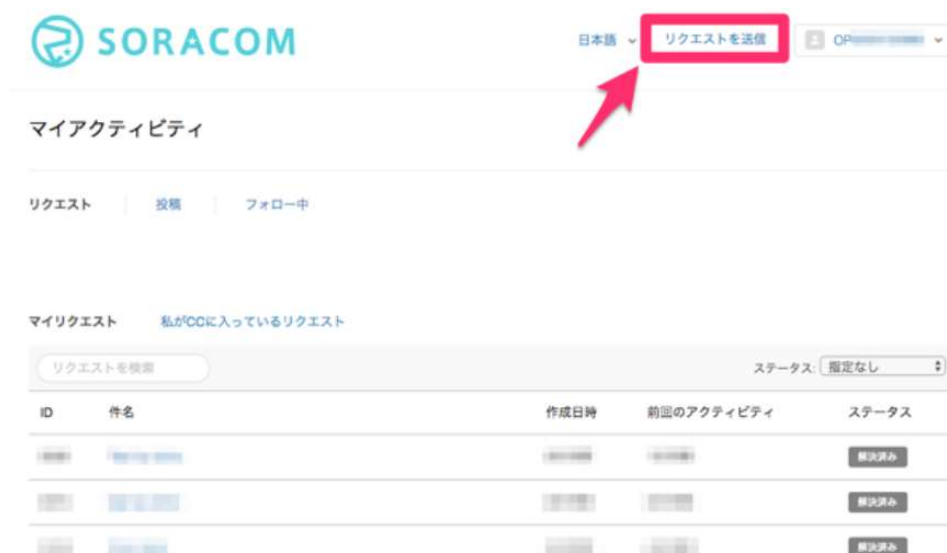 SORACOM
日本語 リクエストを送信 OP
マイアクティビティ
リクエスト 投稿 フォロー中
マイリクエスト 私がCCに入っているリクエスト
リクエストを検索 ステータス: 指定なし
ID 件名 作成日時 前回のアクティビティ ステータス
解決済み
解決済み
解決済み